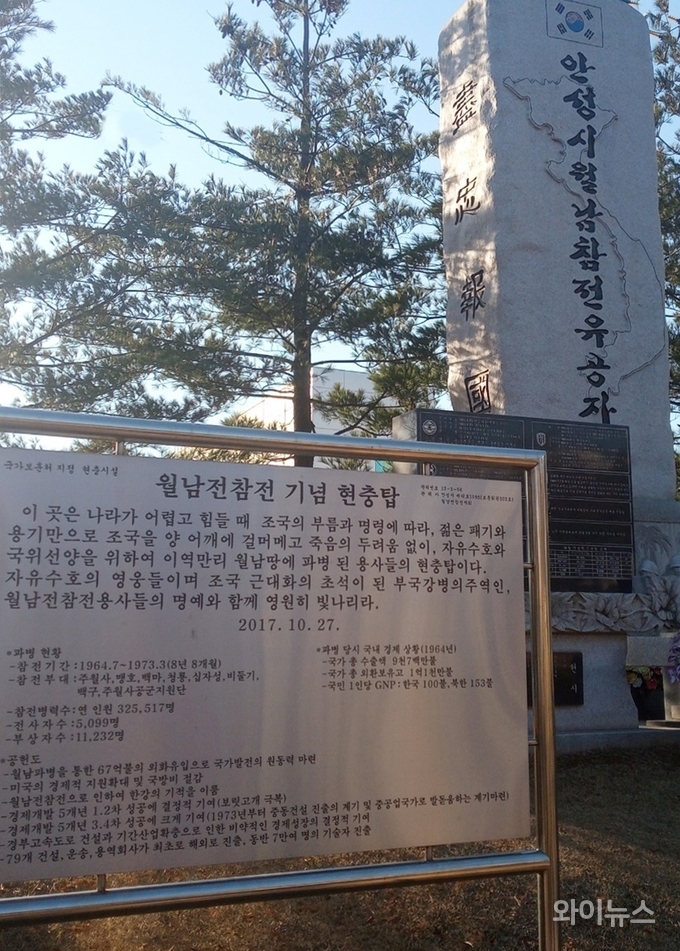 안성시월남참전유공자
盡忠報國
국가보훈처 지정 현충시설
월남전참전 기념 현충탑
이 곳은 나라가 어렵고 힘들 때 조국의 부름과 명령에 따라, 젊은 패기와
용기만으로 조국을 양 어깨에 걸머메고 죽음의 두려움 없이, 자유수호와
국위선양을 위하여 이역만리 월남땅에 파병 된 용사들의 현충탑이다.
자유수호의 영웅들이며 조국 근대화의 초석이 된 부국강병의주역인,
월남전참전용사들의 명예와 함께 영원히 빛나리라.
2017. 10. 27.
*파병 현황
-참전기간:1964.7~1973.3(8년 8개월)
-참전부대:주월사,맹호,백마,청룡,십자성,비둘기,
백구,주월사공군지원단
-참전병력수:연 인원 325,517명
-전사자수:5,099명
-부상자수:11,232명
*파병 당시 국내 경제 상황(1964년)
-국가 총 수출액 9천7백만불
-국가 총 외환보유고 1억1천만불
-국민 1인당 GNP:한국 100불,북한 153불
*공헌도
-월남파병을 통한 67억불의 외화유입으로 국가발전의 원동력 마련
-미국의 경제적 지원확대 및 국방비 절감
-월남전참전으로 인하여 한강의 기적을 이룸
-경제개발 5개년 1.2차 성공에 결정적 기여(보릿고개 극복)
-경제개발 5개년 3.4차 성공에 크게 기여(1973년부터 중동건설 진출의 계기 및 중공업국가로 발돋움하는 계기마련)
-경부고속도로 건설과 기간산업확충으로 인한 비약적인 경제성장의 결정적 기여
-79개 건설,운송,용역회사가 최초로 해외로 진출,동반 7만여 명의 기술자 진출
와이뉴스